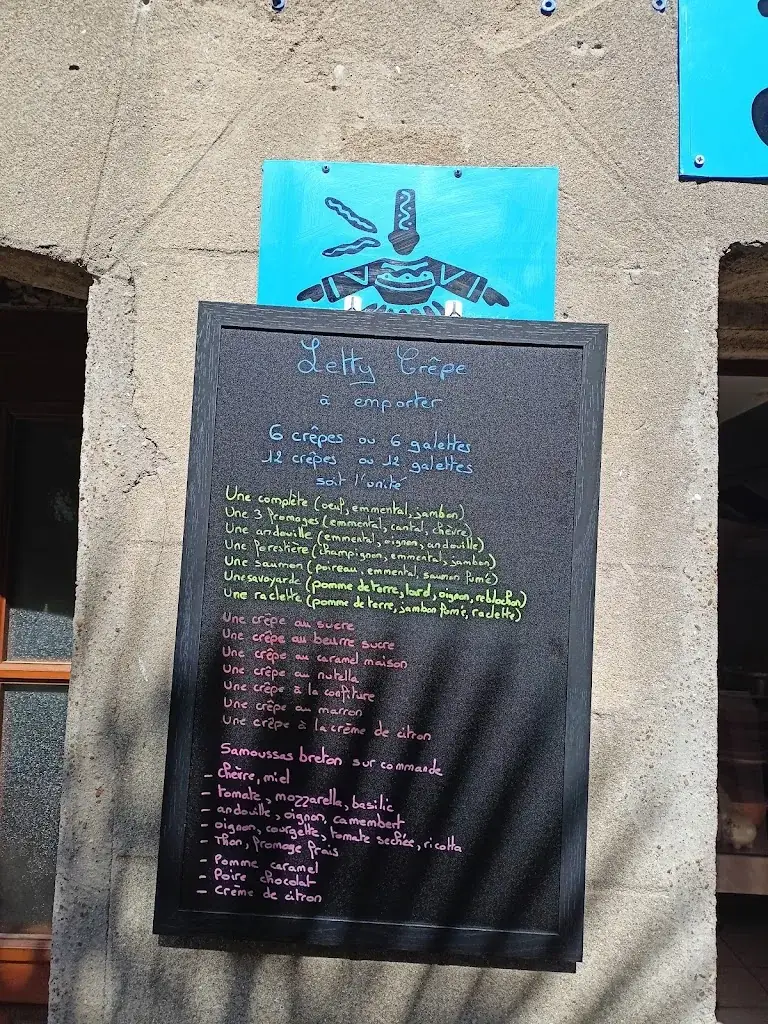 Letty Crêpe
à emporter
6 crêpes ou 6 galettes
12 crêpes ou 12 galettes
soit l'unité
Une complète (oeuf, emmental, jambon)
Une 3 fromages (emmental, cantal, chèvre)
Une andouille (emmental, oignon, andouille)
Une forestière (champignon, emmental, jambon)
Une saumon (poireau, emmental, saumon fumé)
Une savoyarde (pomme de terre, lard, oignon, reblochon)
Une raclette (pomme de terre, jambon fumé, raclette)
Une crêpe au sucre
Une crêpe au beurre sucre
Une crêpe au caramel maison
Une crêpe au nutella
Une crêpe à la confiture
Une crêpe au marron
Une crêpe à la crème de citron
Samoussas breton sur commande
- chèvre, miel
- tomate, mozzarella, basilic
- andouille, oignon, camembert
- oignon, courgette, tomate sechée, ricotta
- Thon, fromage frais
- Pomme caramel
- Poire chocolat
- Crème de citron